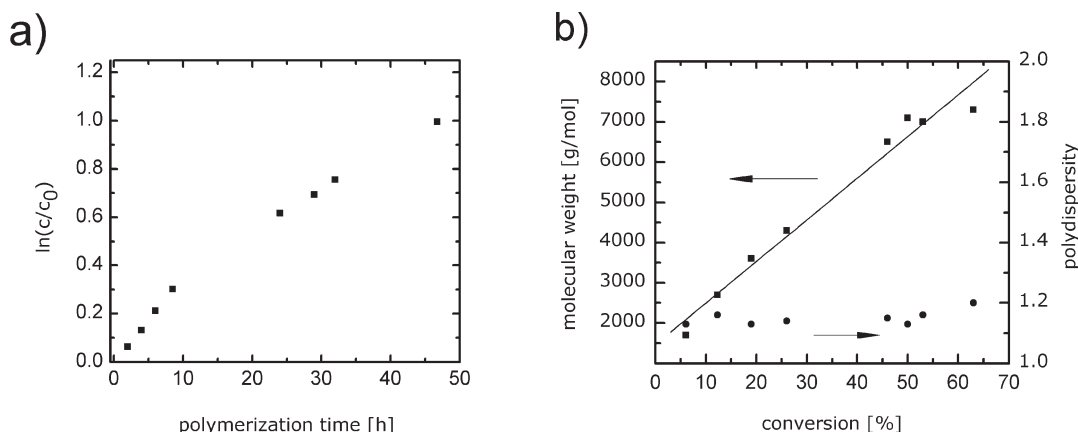 a)
1.2
1.0
0.8
0.6
0.4
0.2
0.0
0 10 20 30 40 50
ln(c/c0)
polymerization time [h]
b)
8000
7000
6000
5000
4000
3000
2000
molecular weight [g/mol]
0 10 20 30 40 50 60 70
conversion [%]
2.0
1.8
1.6
1.4
1.2
1.0
polydispersity